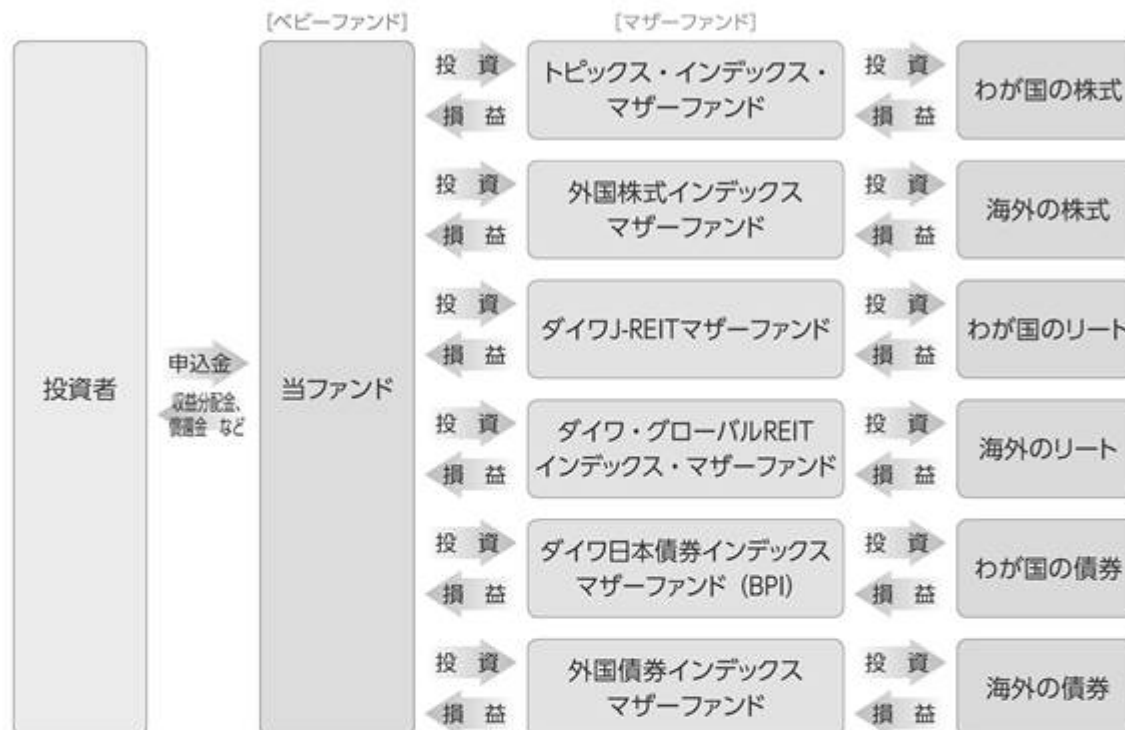 [ベビーファンド]
[マザーファンド]
投資者
申込金
収益分配金、
償還金 など
当ファンド
投 資
損 益
トピックス・インデックス・
マザーファンド
投 資
損 益
わが国の株式
投 資
損 益
外国株式インデックス
マザーファンド
投 資
損 益
海外の株式
投 資
損 益
ダイワJ-REITマザーファンド
投 資
損 益
わが国のリート
投 資
損 益
ダイワ・グローバルREIT
インデックス・マザーファンド
投 資
損 益
海外のリート
投 資
損 益
ダイワ日本債券インデックス
マザーファンド (BPI)
投 資
損 益
わが国の債券
投 資
損 益
外国債券インデックス
マザーファンド
投 資
損 益
海外の債券